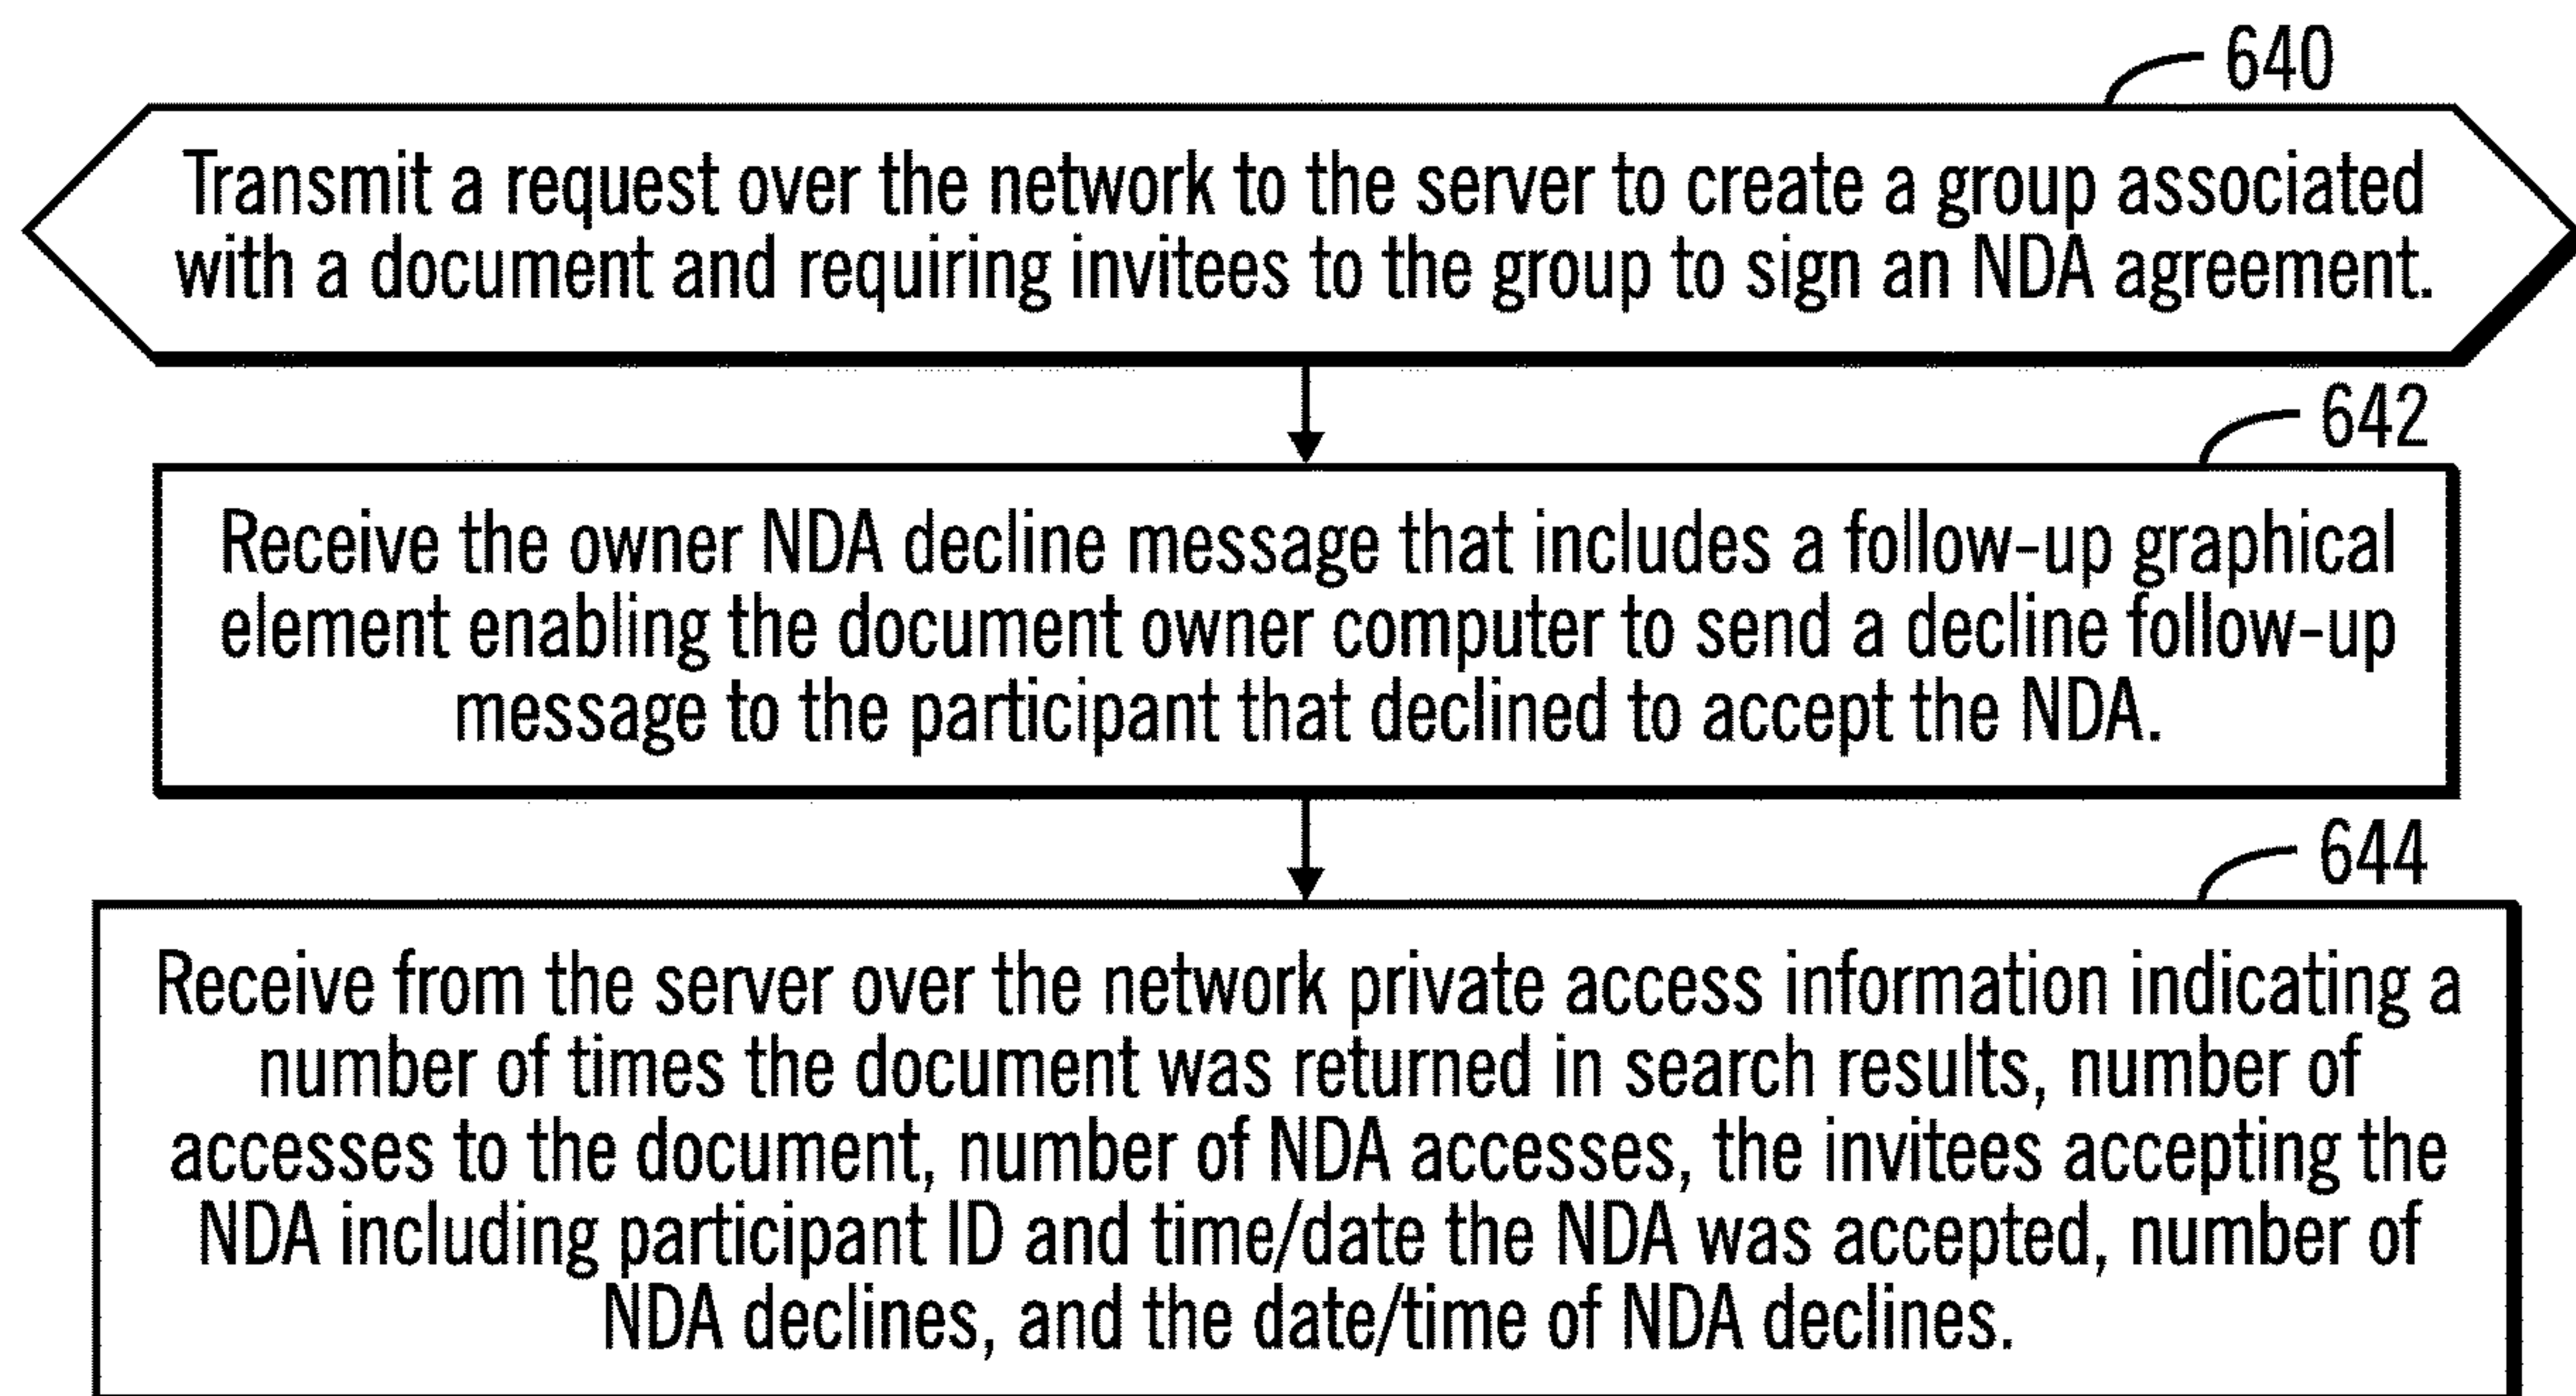 640
Transmit a request over the network to the server to create a group associated
with a document and requiring invitees to the group to sign an NDA agreement.
642
Receive the owner NDA decline message that includes a follow-up graphical
element enabling the document owner computer to send a decline follow-up
message to the participant that declined to accept the NDA.
644
Receive from the server over the network private access information indicating a
number of times the document was returned in search results, number of
accesses to the document, number of NDA accesses, the invitees accepting the
NDA including participant ID and time/date the NDA was accepted, number of
NDA declines, and the date/time of NDA declines.